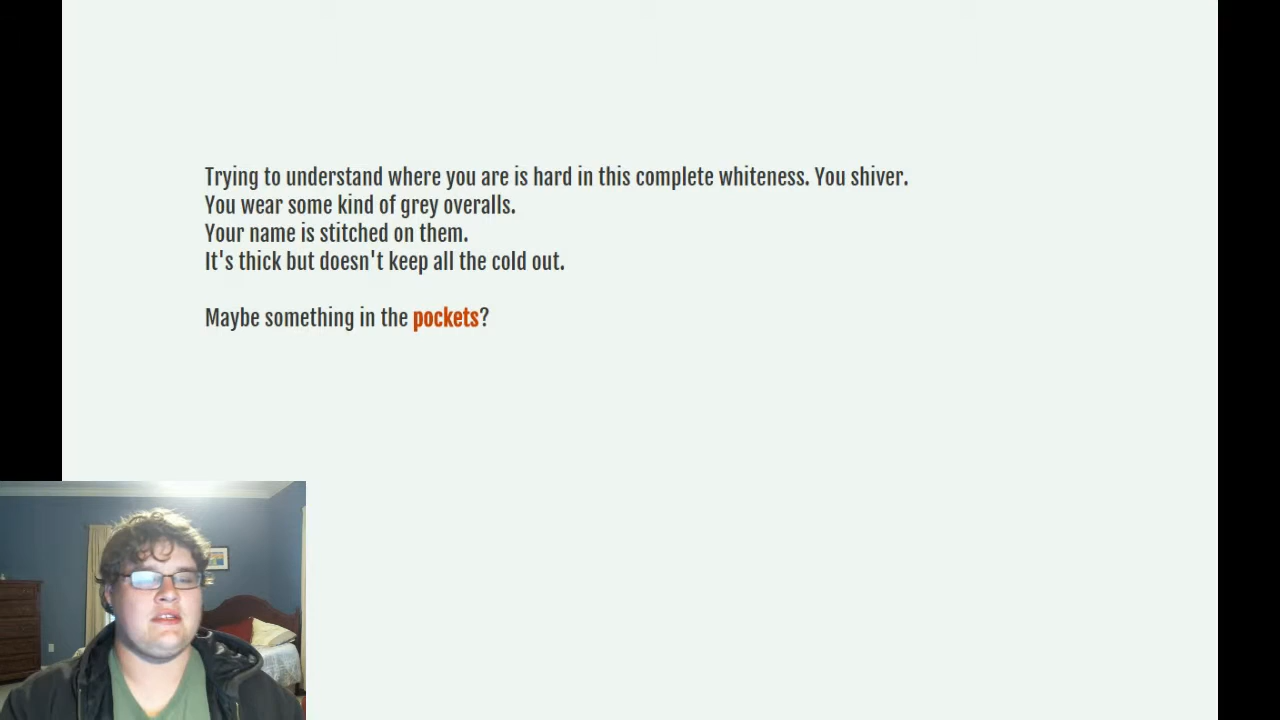 Trying to understand where you are is hard in this complete whiteness. You shiver.
You wear some kind of grey overalls.
Your name is stitched on them.
It's thick but doesn't keep all the cold out.
Maybe something in the pockets?